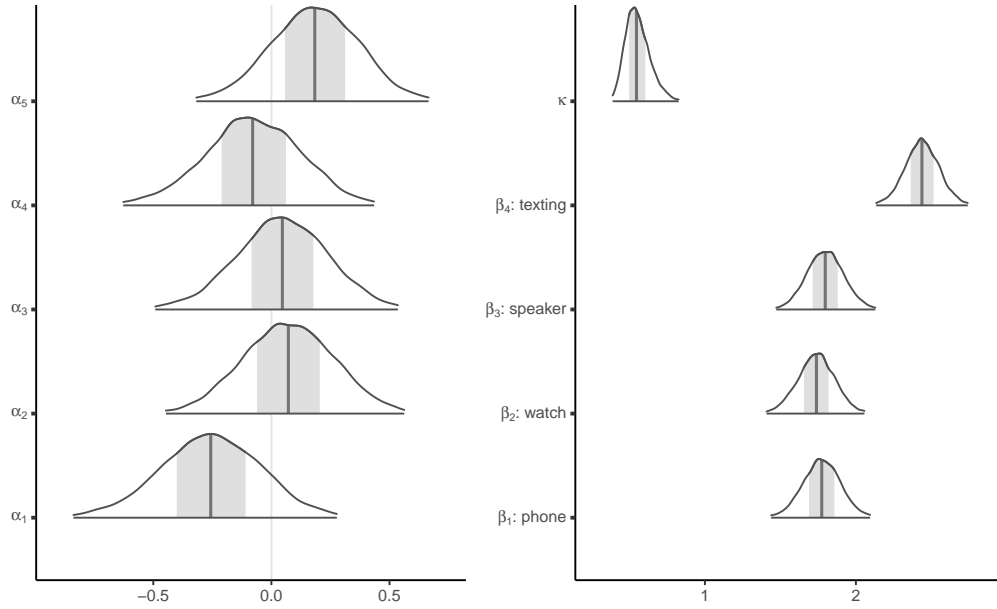 α₅
α₄
α₃
α₂
α₁
−0.5 0.0 0.5
κ
β₄: texting
β₃: speaker
β₂: watch
β₁: phone
1 2